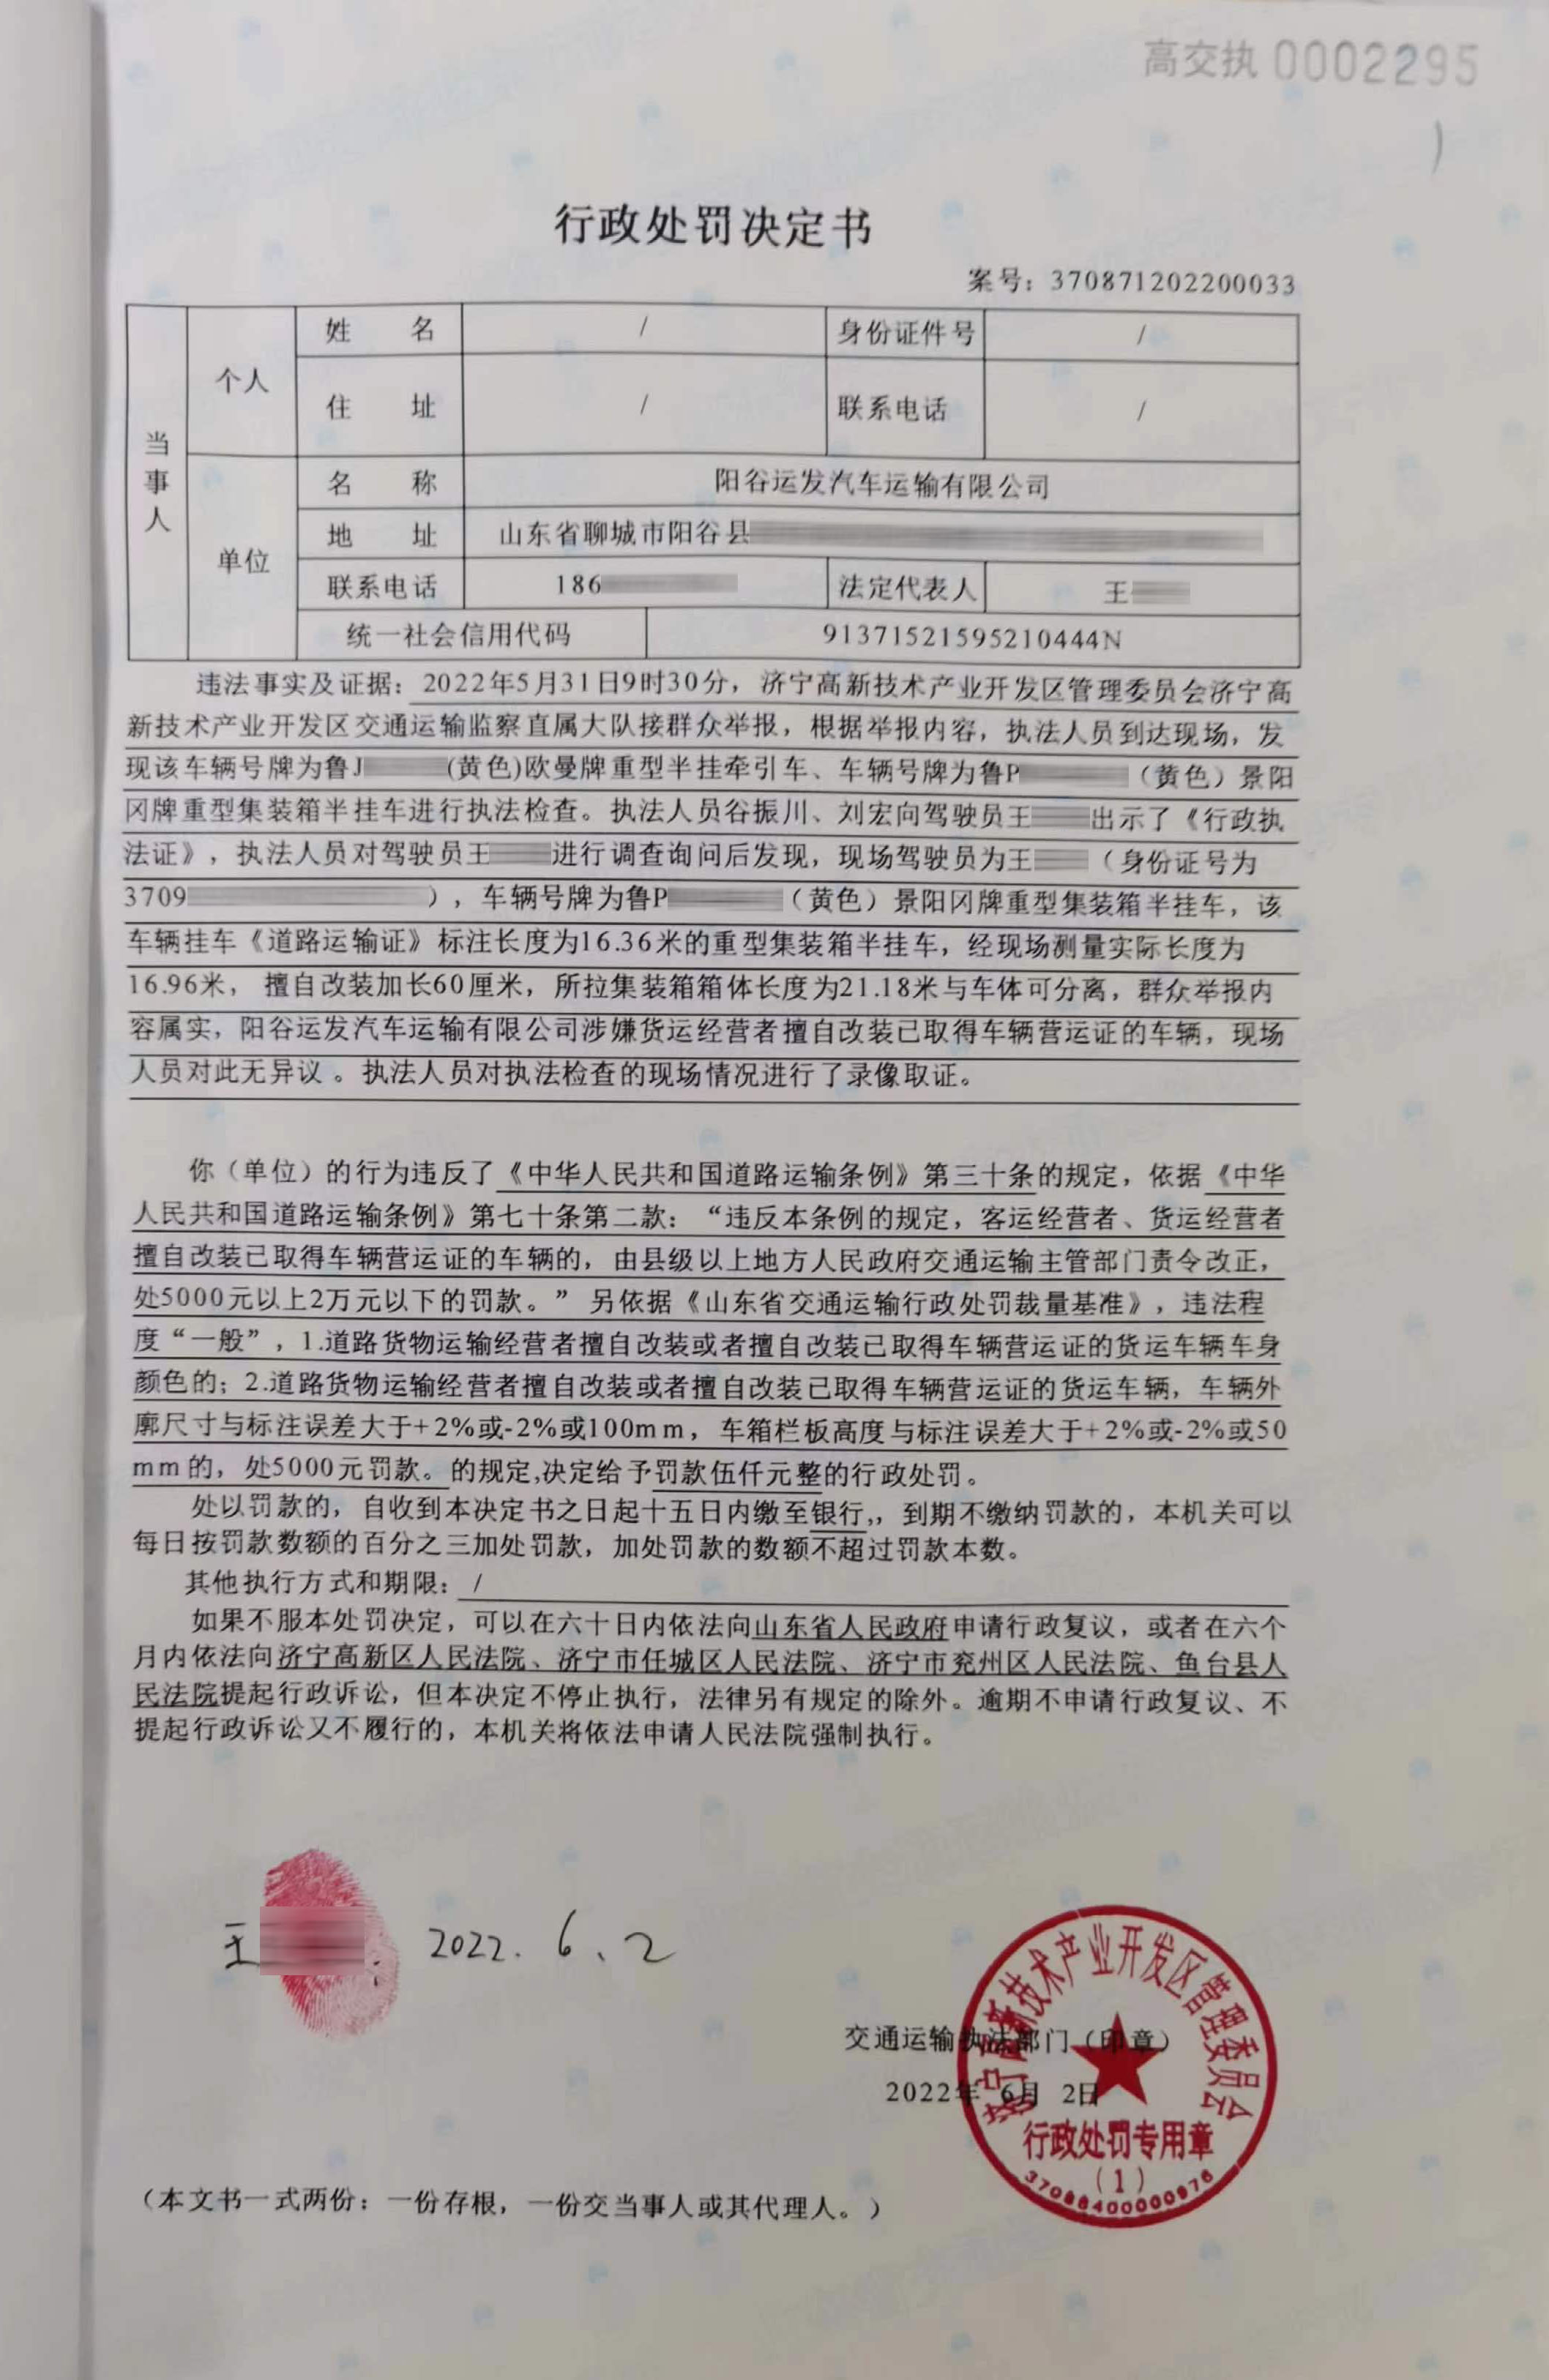 高交执 0002295
行政处罚决定书
案号：370871202200033
当事人
个人
姓 名 / 身份证件号 /
住 址 / 联系电话 /
单位
名 称 阳谷运发汽车运输有限公司
地 址 山东省聊城市阳谷县
联系电话 186 法定代表人 王
统一社会信用代码 91371521595210444N
违法事实及证据：2022年5月31日9时30分，济宁高新技术产业开发区管理委员会济宁高
新技术产业开发区交通运输监察直属大队接群众举报，根据举报内容，执法人员到达现场，发
现该车辆号牌为鲁J (黄色)欧曼牌重型半挂牵引车、车辆号牌为鲁P （黄色）景阳
冈牌重型集装箱半挂车进行执法检查。执法人员谷振川、刘宏向驾驶员王 出示了《行政执
法证》，执法人员对驾驶员王 进行调查询问后发现，现场驾驶员为王 （身份证号为
3709 ），车辆号牌为鲁P （黄色）景阳冈牌重型集装箱半挂车，该
车辆挂车《道路运输证》标注长度为16.36米的重型集装箱半挂车，经现场测量实际长度为
16.96米， 擅自改装加长60厘米，所拉集装箱箱体长度为21.18米与车体可分离，群众举报内
容属实，阳谷运发汽车运输有限公司涉嫌货运经营者擅自改装已取得车辆营运证的车辆，现场
人员对此无异议 。执法人员对执法检查的现场情况进行了录像取证。
你（单位）的行为违反了《中华人民共和国道路运输条例》第三十条的规定，依据《中华
人民共和国道路运输条例》第七十条第二款：“违反本条例的规定，客运经营者、货运经营者
擅自改装已取得车辆营运证的车辆的，由县级以上地方人民政府交通运输主管部门责令改正，
处5000元以上2万元以下的罚款。” 另依据《山东省交通运输行政处罚裁量基准》，违法程
度“一般”，1.道路货物运输经营者擅自改装或者擅自改装已取得车辆营运证的货运车辆车身
颜色的；2.道路货物运输经营者擅自改装或者擅自改装已取得车辆营运证的货运车辆，车辆外
廓尺寸与标注误差大于+2%或-2%或100mm，车箱栏板高度与标注误差大于+2%或-2%或50
mm的，处5000元罚款。的规定,决定给予罚款伍仟元整的行政处罚。
处以罚款的，自收到本决定书之日起十五日内缴至银行,，到期不缴纳罚款的，本机关可以
每日按罚款数额的百分之三加处罚款，加处罚款的数额不超过罚款本数。
其他执行方式和期限： /
如果不服本处罚决定，可以在六十日内依法向山东省人民政府申请行政复议，或者在六个
月内依法向济宁高新区人民法院、济宁市任城区人民法院、济宁市兖州区人民法院、鱼台县人
民法院提起行政诉讼，但本决定不停止执行，法律另有规定的除外。逾期不申请行政复议、不
提起行政诉讼又不履行的，本机关将依法申请人民法院强制执行。
王 2022.6.2
交通运输执法部门（印章）
2022年 6月 2日
济宁高新技术产业开发区管理委员会
行政处罚专用章
（1）
（本文书一式两份：一份存根，一份交当事人或其代理人。）